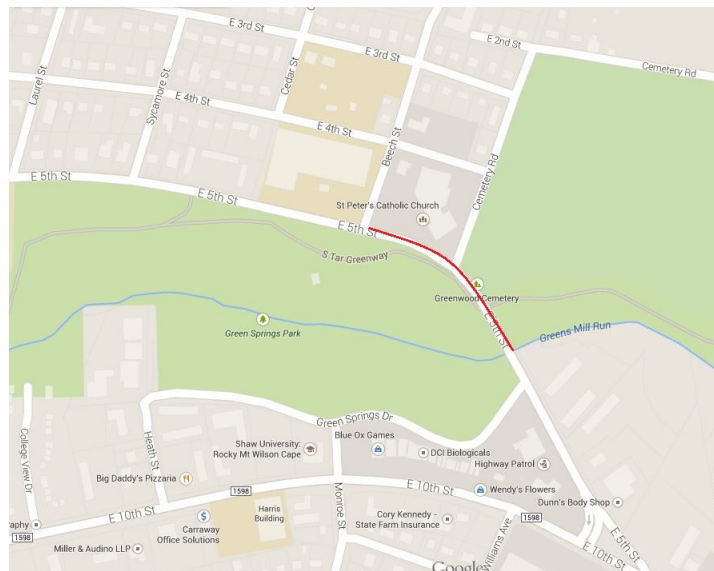 E 3rd St
E 3rd St
E 2nd St
Cemetery Rd
Laurel St
Sycamore St
Cedar St
E 4th St
E 4th St
Beech St
Cemetery Rd
E 5th St
E 5th St
St Peter's Catholic Church
E 5th St
S Tar Greenway
Greenwood Cemetery
E 5th St
Greens Mill Run
Green Springs Park
Green Springs Dr
College View Dr
Heath St
Shaw University:
Rocky Mt Wilson Cape
Blue Ox Games
DCI Biologicals
Highway Patrol
Big Daddy's Pizzaria
1598
E 10th St
Wendy's Flowers
Dunn's Body Shop
Monroe St
Harris
Building
Cory Kennedy -
State Farm Insurance
1598
Williams Ave
E 5th St
E 10th St
aphy
1598
E 10th St
Carraway
Office Solutions
Miller & Audino LLP
Google